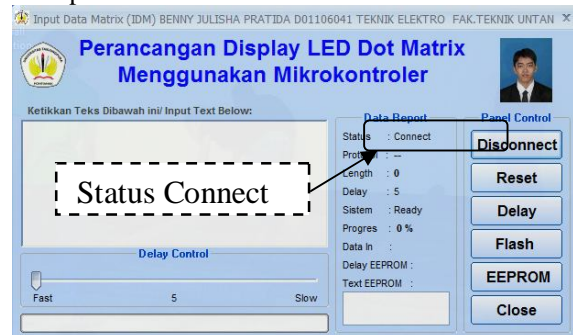 Input Data Matrix (IDM) BENNY JULISHA PRATIDA D01106041 TEKNIK ELEKTRO FAK.TEKNIK UNTAN
Perancangan Display LED Dot Matrix
Menggunakan Mikrokontroler
Ketikkan Teks Dibawah ini/ Input Text Below:
Status Connect
Delay Control
Fast 5 Slow
Data Report
Status : Connect
: --
Length : 0
Delay : 5
Sistem : Ready
Progres : 0 %
Data In :
Delay EEPROM :
Text EEPROM :
Panel Control
Disconnect
Reset
Delay
Flash
EEPROM
Close